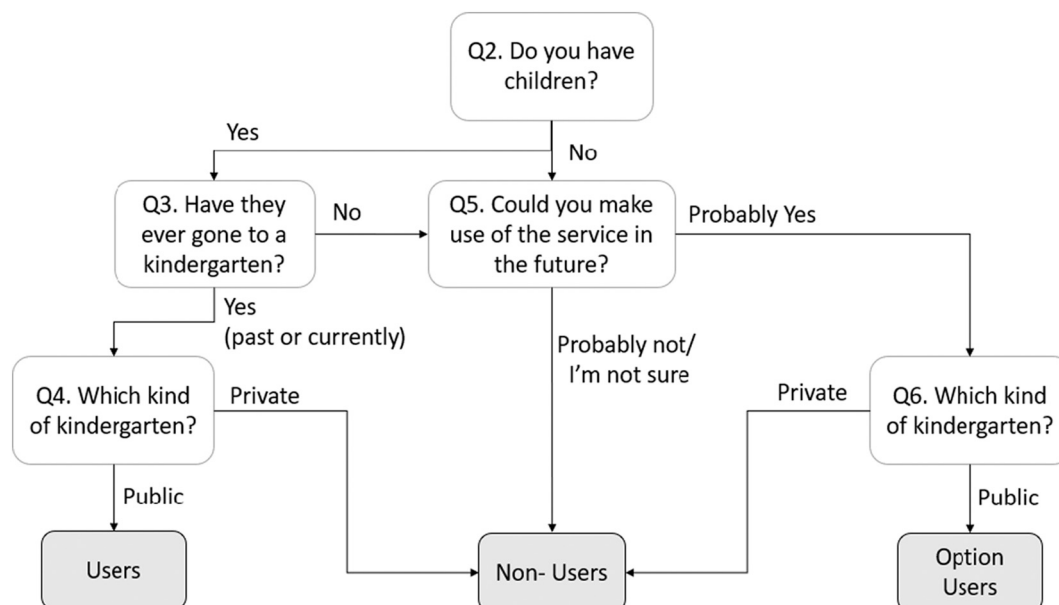 Q2. Do you have
children?
Yes
No
Q3. Have they
ever gone to a
kindergarten?
No
Q5. Could you make
use of the service in
the future?
Probably Yes
Yes
(past or currently)
Probably not/
I'm not sure
Q4. Which kind
of kindergarten?
Private
Private
Q6. Which kind
of kindergarten?
Public
Public
Users
Non- Users
Option
Users